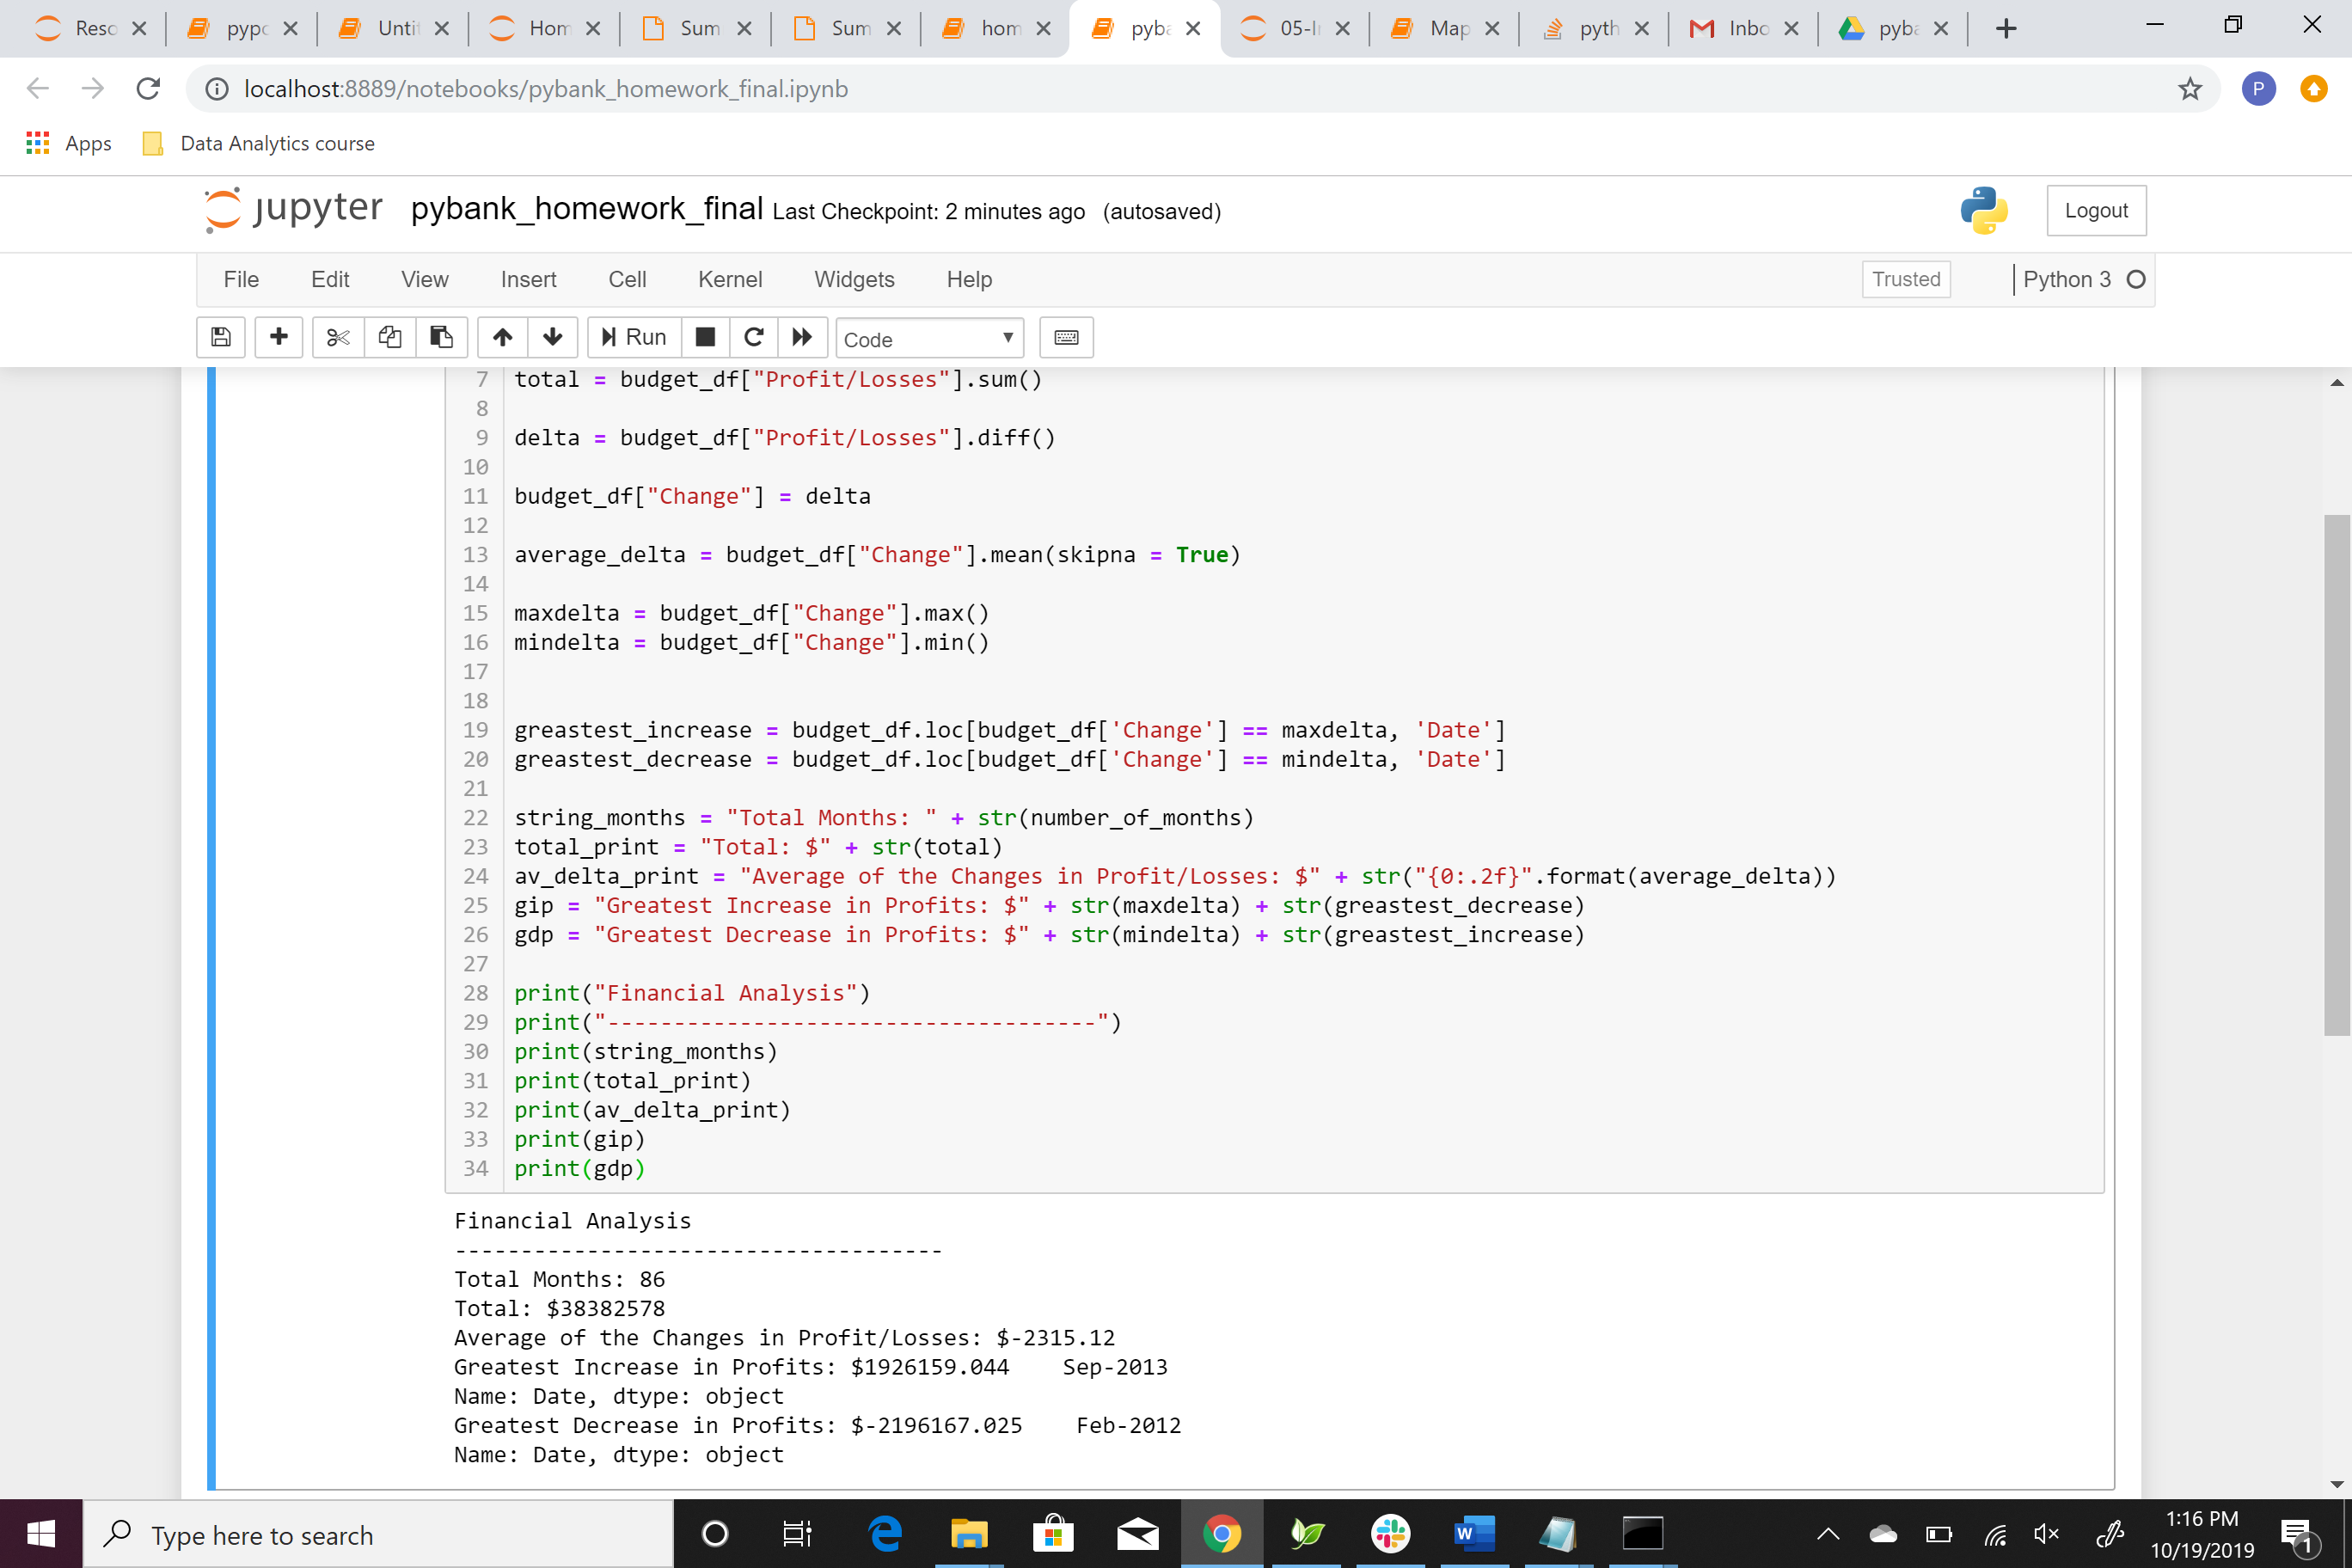 Reso
pypo
Unti
Hom
Sum
Sum
hom
pyba
05-I
Map
pyth
Inbo
pyba
localhost:8889/notebooks/pybank_homework_final.ipynb
P
Apps
Data Analytics course
jupyter
pybank_homework_final Last Checkpoint: 2 minutes ago (autosaved)
Logout
File Edit View Insert Cell Kernel Widgets Help
Trusted
Python 3
Run
Code
7 total = budget_df["Profit/Losses"].sum()
8
9 delta = budget_df["Profit/Losses"].diff()
10
11 budget_df["Change"] = delta
12
13 average_delta = budget_df["Change"].mean(skipna = True)
14
15 maxdelta = budget_df["Change"].max()
16 mindelta = budget_df["Change"].min()
17
18
19 greastest_increase = budget_df.loc[budget_df['Change'] == maxdelta, 'Date']
20 greastest_decrease = budget_df.loc[budget_df['Change'] == mindelta, 'Date']
21
22 string_months = "Total Months: " + str(number_of_months)
23 total_print = "Total: $" + str(total)
24 av_delta_print = "Average of the Changes in Profit/Losses: $" + str("{0:.2f}".format(average_delta))
25 gip = "Greatest Increase in Profits: $" + str(maxdelta) + str(greastest_decrease)
26 gdp = "Greatest Decrease in Profits: $" + str(mindelta) + str(greastest_increase)
27
28 print("Financial Analysis")
29 print("-------------------------------------")
30 print(string_months)
31 print(total_print)
32 print(av_delta_print)
33 print(gip)
34 print(gdp)
Financial Analysis
-------------------------------------
Total Months: 86
Total: $38382578
Average of the Changes in Profit/Losses: $-2315.12
Greatest Increase in Profits: $1926159.044    Sep-2013
Name: Date, dtype: object
Greatest Decrease in Profits: $-2196167.025    Feb-2012
Name: Date, dtype: object
Type here to search
1:16 PM
10/19/2019
1